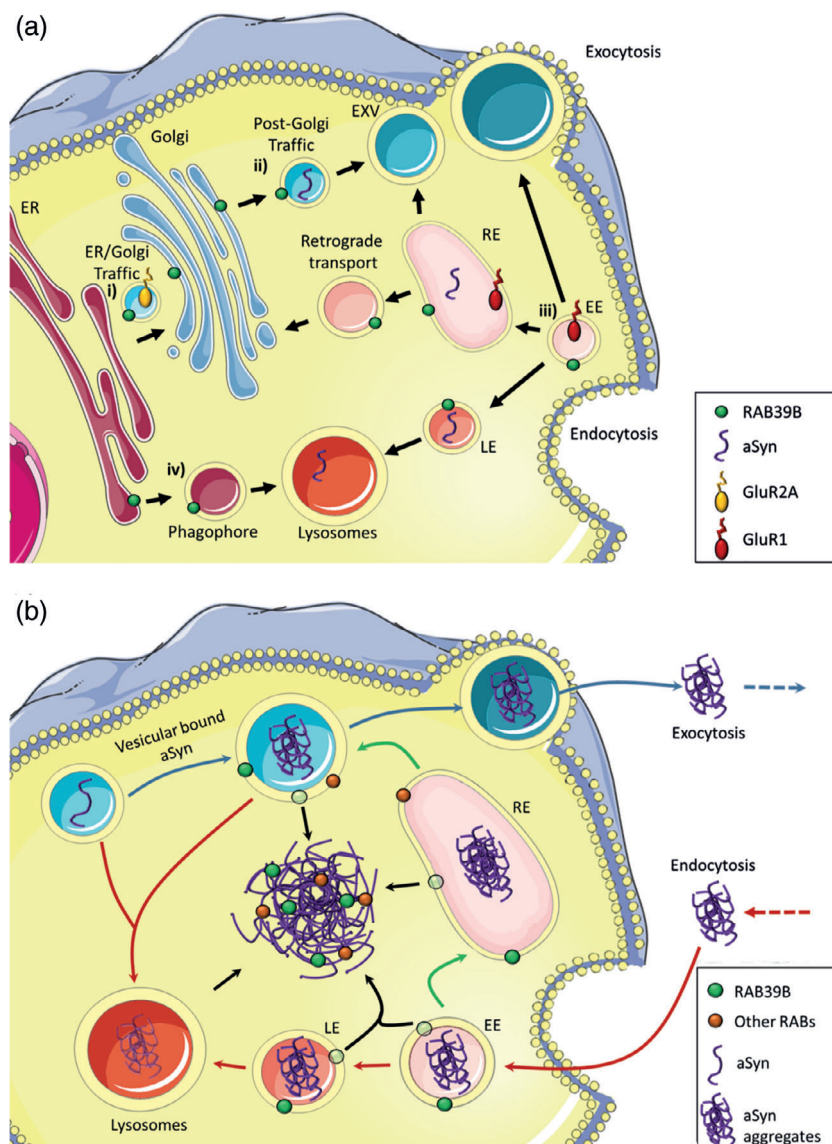 (a)
Exocytosis
EXV
Post-Golgi
Traffic
Golgi
ii)
ER
RE
Retrograde
transport
ER/Golgi
Traffic
i)
iii)
EE
Endocytosis
LE
iv)
Phagophore
Lysosomes
RAB39B
aSyn
GluR2A
GluR1
(b)
Vesicular bound
aSyn
Exocytosis
RE
Endocytosis
LE
EE
Lysosomes
RAB39B
Other RABs
aSyn
aSyn
aggregates